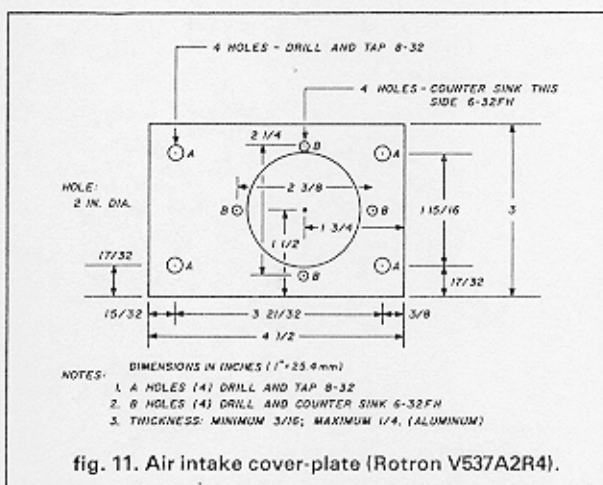 4 HOLES - DRILL AND TAP 8-32
4 HOLES - COUNTER SINK THIS
SIDE 6-32FH
2 1/4
B
A
A
HOLE:
2 IN. DIA.
2 3/8
B
B
1 15/16
3
1 1/2
1 3/4
17/32
A
A
B
17/32
15/32
3 21/32
3/8
4 1/2
NOTES:
DIMENSIONS IN INCHES (1"=25.4mm)
1. A HOLES (4) DRILL AND TAP 8-32
2. B HOLES (4) DRILL AND COUNTER SINK 6-32FH
3. THICKNESS: MINIMUM 3/16; MAXIMUM 1/4. (ALUMINUM)
fig. 11. Air intake cover-plate (Rotron V537A2R4).